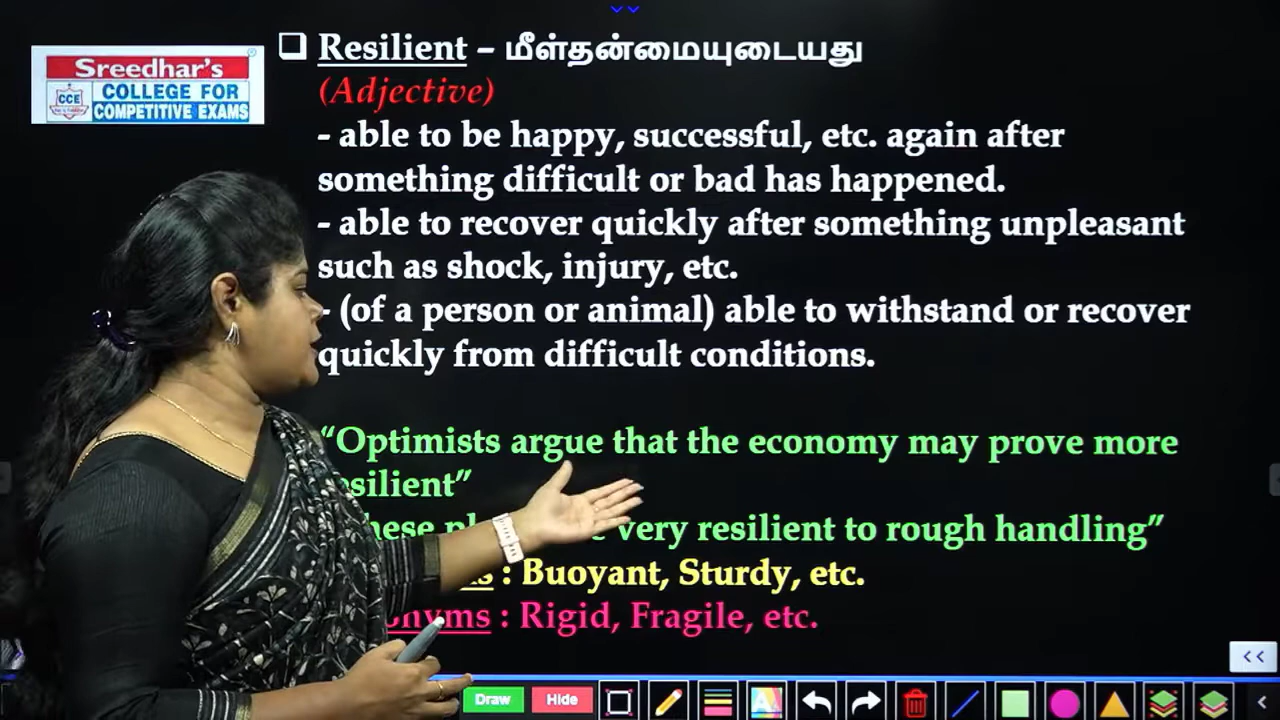 Sreedhar's
CCE
COLLEGE FOR
COMPETITIVE EXAMS
❑ Resilient – மீள்தன்மையுடையது
(Adjective)
- able to be happy, successful, etc. again after
something difficult or bad has happened.
- able to recover quickly after something unpleasant
such as shock, injury, etc.
- (of a person or animal) able to withstand or recover
quickly from difficult conditions.
“Optimists argue that the economy may prove more
esilient”
hese very resilient to rough handling”
: Buoyant, Sturdy, etc.
onyms : Rigid, Fragile, etc.
<<
Draw Hide